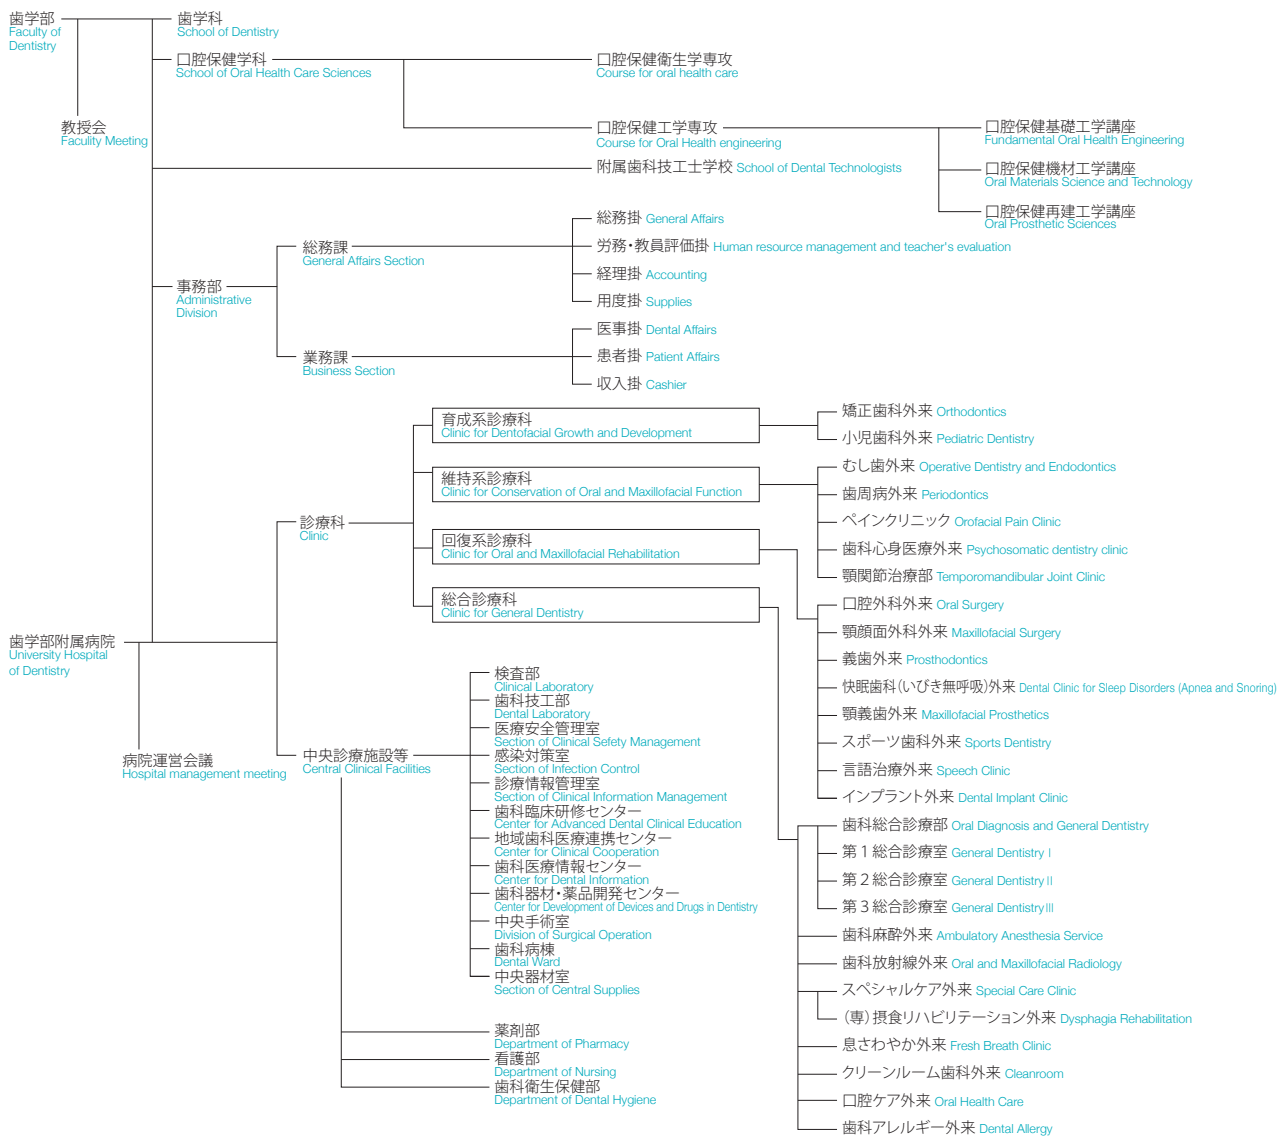 歯学部
Faculty of
Dentistry
教授会
Faculity Meeting
歯学科
School of Dentistry
口腔保健学科
School of Oral Health Care Sciences
口腔保健衛生学専攻
Course for oral health care
口腔保健工学専攻
Course for Oral Health engineering
口腔保健基礎工学講座
Fundamental Oral Health Engineering
口腔保健機材工学講座
Oral Materials Science and Technology
口腔保健再建工学講座
Oral Prosthetic Sciences
附属歯科技工士学校 School of Dental Technologists
事務部
Administrative
Division
総務課
General Affairs Section
総務掛 General Affairs
労務・教員評価掛 Human resource management and teacher's evaluation
経理掛 Accounting
用度掛 Supplies
業務課
Business Section
医事掛 Dental Affairs
患者掛 Patient Affairs
収入掛 Cashier
歯学部附属病院
University Hospital
of Dentistry
病院運営会議
Hospital management meeting
診療科
Clinic
育成系診療科
Clinic for Dentofacial Growth and Development
矯正歯科外来 Orthodontics
小児歯科外来 Pediatric Dentistry
維持系診療科
Clinic for Conservation of Oral and Maxillofacial Function
むし歯外来 Operative Dentistry and Endodontics
歯周病外来 Periodontics
ペインクリニック Orofacial Pain Clinic
歯科心身医療外来 Psychosomatic dentistry clinic
顎関節治療部 Temporomandibular Joint Clinic
回復系診療科
Clinic for Oral and Maxillofacial Rehabilitation
口腔外科外来 Oral Surgery
顎顔面外科外来 Maxillofacial Surgery
義歯外来 Prosthodontics
快眠歯科(いびき無呼吸)外来 Dental Clinic for Sleep Disorders (Apnea and Snoring)
顎義歯外来 Maxillofacial Prosthetics
スポーツ歯科外来 Sports Dentistry
言語治療外来 Speech Clinic
インプラント外来 Dental Implant Clinic
総合診療科
Clinic for General Dentistry
歯科総合診療部 Oral Diagnosis and General Dentistry
第1総合診療室 General Dentistry I
第2総合診療室 General Dentistry II
第3総合診療室 General Dentistry III
歯科麻酔外来 Ambulatory Anesthesia Service
歯科放射線外来 Oral and Maxillofacial Radiology
スペシャルケア外来 Special Care Clinic
(専)摂食リハビリテーション外来 Dysphagia Rehabilitation
息さわやか外来 Fresh Breath Clinic
クリーンルーム歯科外来 Cleanroom
口腔ケア外来 Oral Health Care
歯科アレルギー外来 Dental Allergy
中央診療施設等
Central Clinical Facilities
検査部
Clinical Laboratory
歯科技工部
Dental Laboratory
医療安全管理室
Section of Clinical Safety Management
感染対策室
Section of Infection Control
診療情報管理室
Section of Clinical Information Management
歯科臨床研修センター
Center for Advanced Dental Clinical Education
地域歯科医療連携センター
Center for Clinical Cooperation
歯科医療情報センター
Center for Dental Information
歯科器材・薬品開発センター
Center for Development of Devices and Drugs in Dentistry
中央手術室
Division of Surgical Operation
歯科病棟
Dental Ward
中央器材室
Section of Central Supplies
薬剤部
Department of Pharmacy
看護部
Department of Nursing
歯科衛生保健部
Department of Dental Hygiene